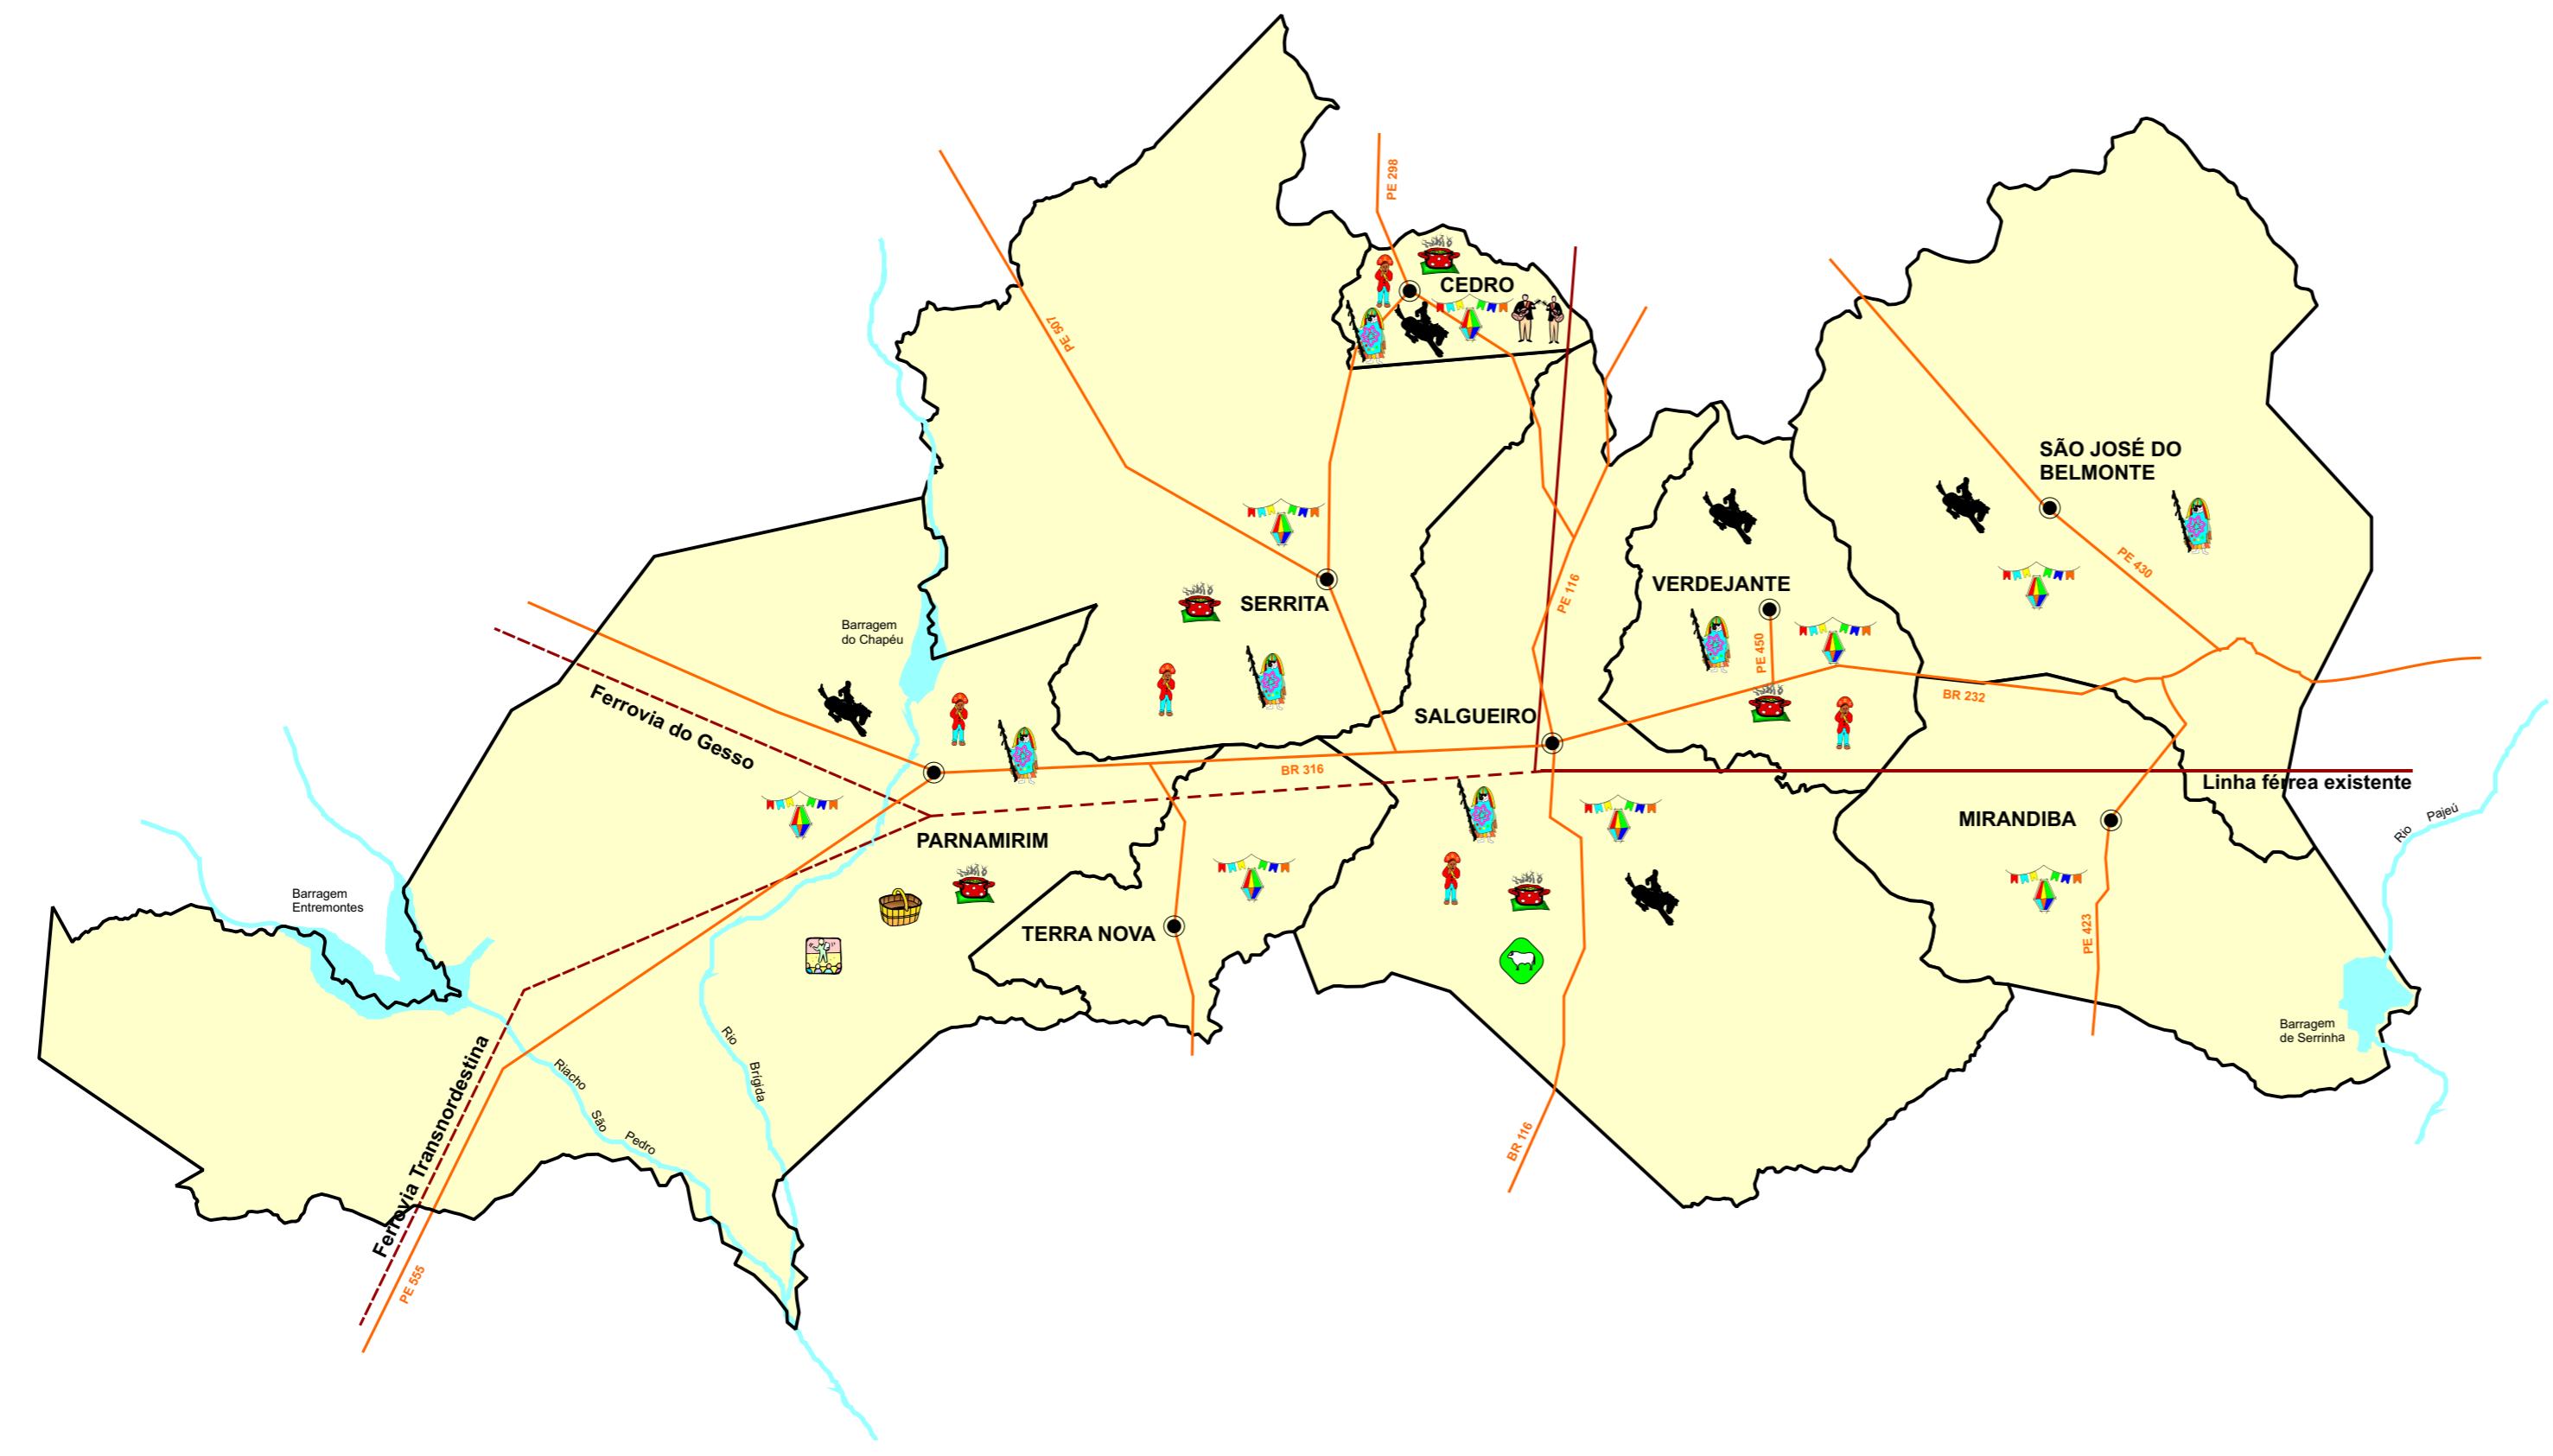 PE 298
CEDRO
PE 507
SÃO JOSÉ DO
BELMONTE
PE 430
PE 116
VERDEJANTE
SERRITA
PE 450
Barragem
do Chapéu
Ferrovia do Gesso
SALGUEIRO
BR 232
BR 316
Linha férrea existente
MIRANDIBA
Rio Pajeú
PARNAMIRIM
Barragem
Entremontes
TERRA NOVA
PE 423
Barragem
de Serrinha
Rio Brígida
Riacho São Pedro
Ferrovia Transnordestina
BR 116
PE 555